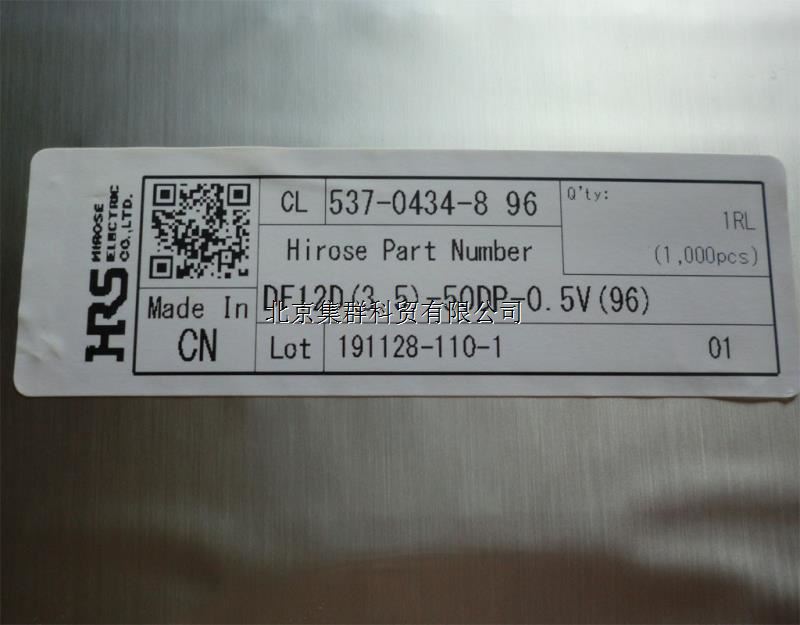 HRS
HIROSE
ELECTRIC
CO.,LTD.
CL 537-0434-8 96
Q'ty:
1RL
(1,000pcs)
Hirose Part Number
DF12D(3.5)-50DP-0.5V(96)
Made In
CN
北京集群科贸有限公司
Lot 191128-110-1 01